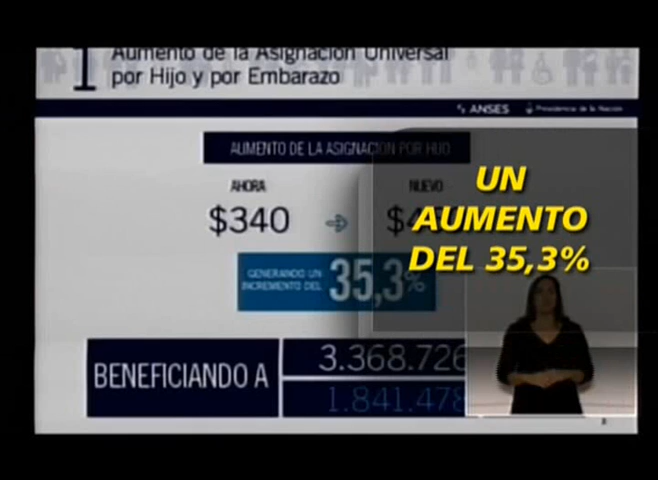 1
Aumento de la Asignación Universal
por Hijo y por Embarazo
ANSES Presidencia de la Nación
AUMENTO DE LA ASIGNACIÓN POR HIJO
AHORA NUEVO
$340
GENERANDO UN
INCREMENTO DEL
35,3%
UN
AUMENTO
DEL 35,3%
BENEFICIANDO A
3.368.726
1.841.478